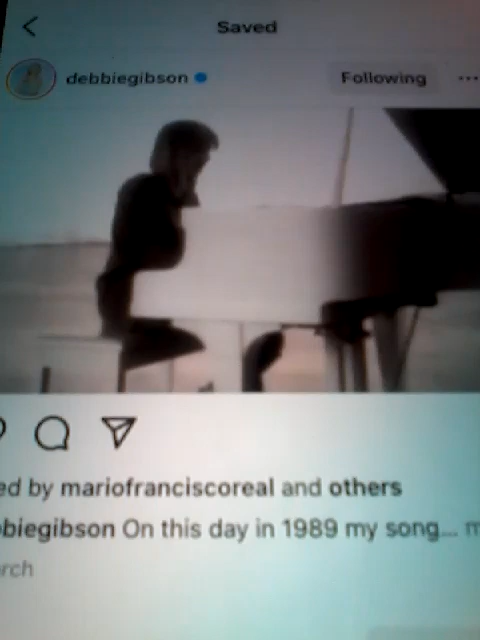 Saved
debbiegibson
Following
ed by mariofranciscoreal and others
biegibson On this day in 1989 my song... m
rch